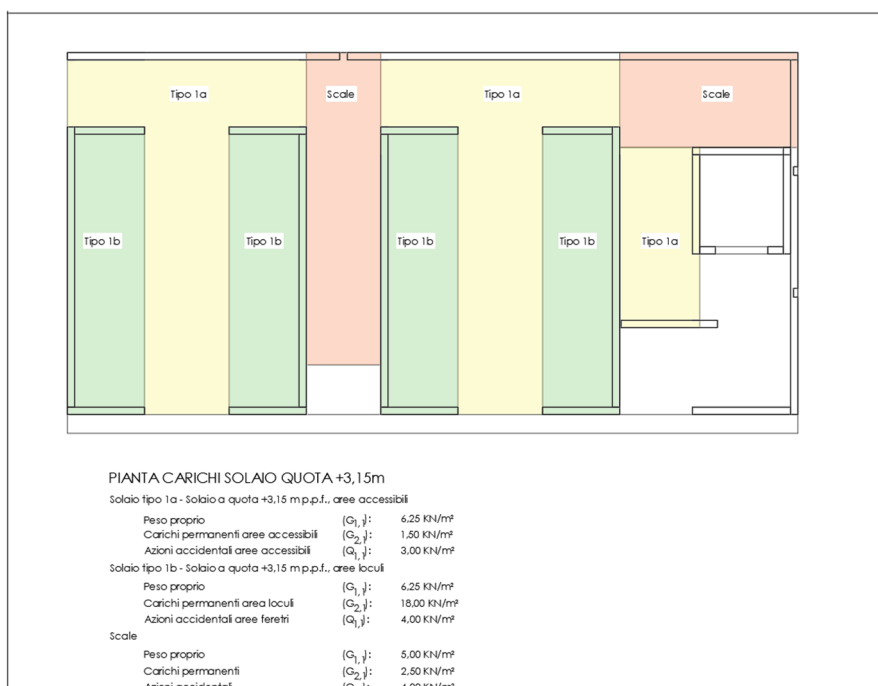 Tipo 1a
Scale
Tipo 1a
Scale
Tipo 1b
Tipo 1b
Tipo 1b
Tipo 1b
Tipo 1a
PIANTA CARICHI SOLAIO QUOTA +3,15m
Solaio tipo 1a - Solaio a quota +3,15 m p.p.f., aree accessibili
Peso proprio (G1,1): 6,25 KN/m²
Carichi permanenti aree accessibili (G2,1): 1,50 KN/m²
Azioni accidentali aree accessibili (Q1,1): 3,00 KN/m²
Solaio tipo 1b - Solaio a quota +3,15 m p.p.f., aree loculi
Peso proprio (G1,1): 6,25 KN/m²
Carichi permanenti area loculi (G2,1): 18,00 KN/m²
Azioni accidentali aree feretri (Q1,1): 4,00 KN/m²
Scale
Peso proprio (G1,1): 5,00 KN/m²
Carichi permanenti (G2,1): 2,50 KN/m²